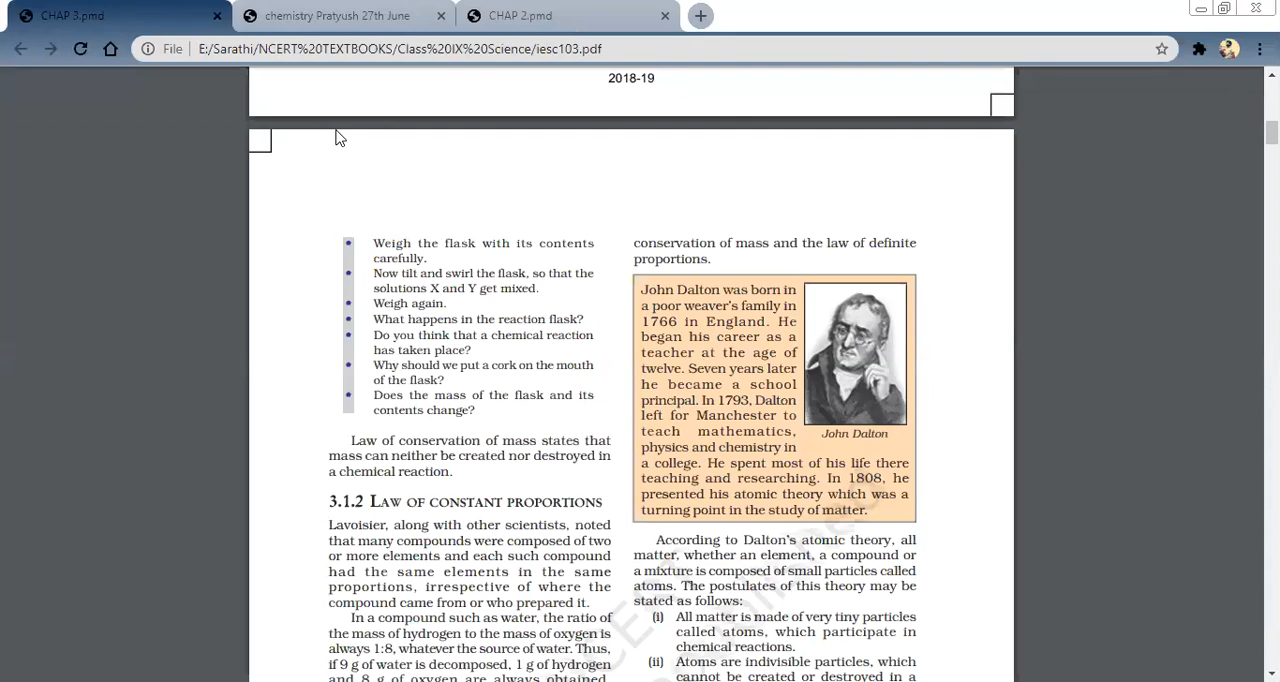 CHAP 3.pmd
chemistry Pratyush 27th June
CHAP 2.pmd
File
E:/Sarathi/NCERT%20TEXTBOOKS/Class%20IX%20Science/iesc103.pdf
2018-19
• Weigh the flask with its contents
carefully.
• Now tilt and swirl the flask, so that the
solutions X and Y get mixed.
• Weigh again.
• What happens in the reaction flask?
• Do you think that a chemical reaction
has taken place?
• Why should we put a cork on the mouth
of the flask?
• Does the mass of the flask and its
contents change?
Law of conservation of mass states that
mass can neither be created nor destroyed in
a chemical reaction.
3.1.2 LAW OF CONSTANT PROPORTIONS
Lavoisier, along with other scientists, noted
that many compounds were composed of two
or more elements and each such compound
had the same elements in the same
proportions, irrespective of where the
compound came from or who prepared it.
In a compound such as water, the ratio of
the mass of hydrogen to the mass of oxygen is
always 1:8, whatever the source of water. Thus,
if 9 g of water is decomposed, 1 g of hydrogen
and 8 g of oxygen are always obtained.
conservation of mass and the law of definite
proportions.
John Dalton was born in
a poor weaver's family in
1766 in England. He
began his career as a
teacher at the age of
twelve. Seven years later
he became a school
principal. In 1793, Dalton
left for Manchester to
teach mathematics,
physics and chemistry in
a college. He spent most of his life there
teaching and researching. In 1808, he
presented his atomic theory which was a
turning point in the study of matter.
John Dalton
According to Dalton's atomic theory, all
matter, whether an element, a compound or
a mixture is composed of small particles called
atoms. The postulates of this theory may be
stated as follows:
(i) All matter is made of very tiny particles
called atoms, which participate in
chemical reactions.
(ii) Atoms are indivisible particles, which
cannot be created or destroyed in a